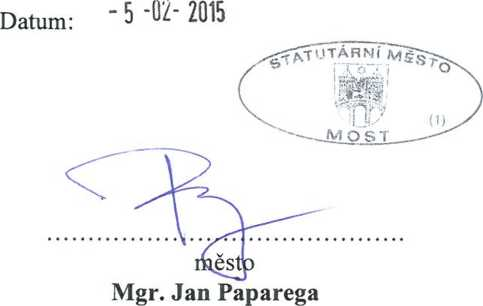 Datum: - 5 -02- 2015
STATUTÁRNÍ MĚSTO
MOST
(1)
město
Mgr. Jan Paparega